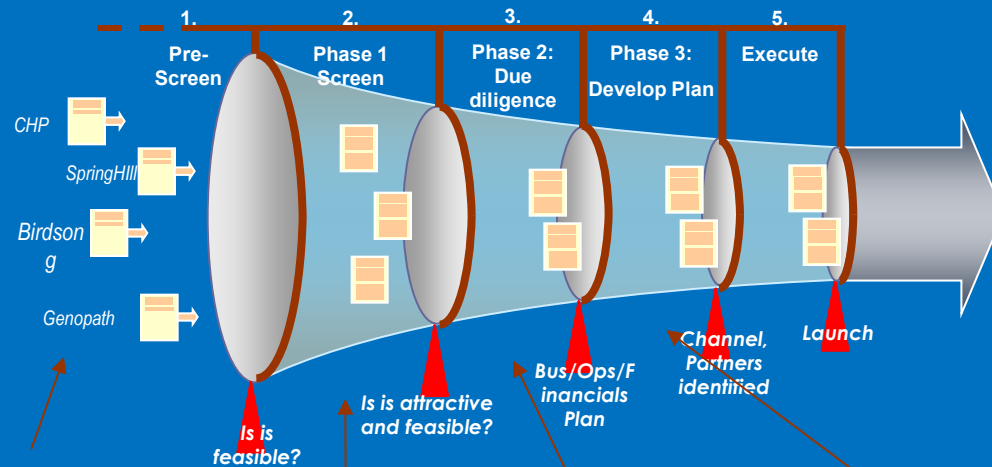 1.
2.
3.
4.
5.
Pre-
Screen
Phase 1
Screen
Phase 2:
Due
diligence
Phase 3:
Develop Plan
Execute
CHP
SpringHIll
Birdson
g
Genopath
Is is
feasible?
Is is attractive
and feasible?
Bus/Ops/F
inancials
Plan
Channel,
Partners
identified
Launch